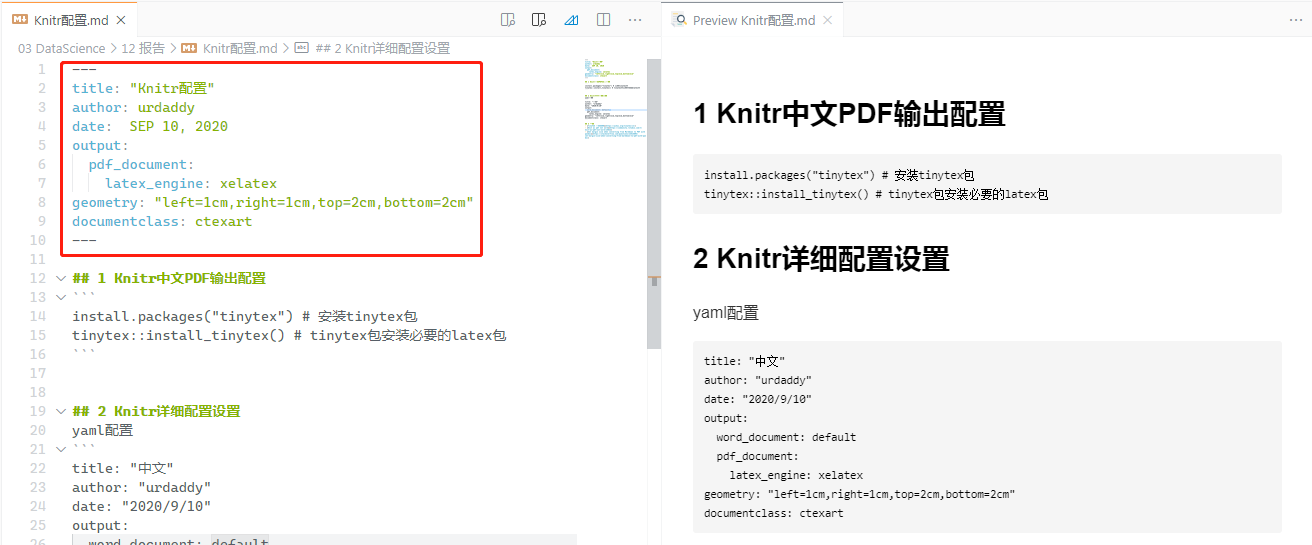 Knitr配置.md
Preview Knitr配置.md
03 DataScience > 12 报告 > Knitr配置.md > ## 2 Knitr详细配置设置
1 ---
2 title: "Knitr配置"
3 author: urdaddy
4 date:  SEP 10, 2020
5 output:
6   pdf_document:
7     latex_engine: xelatex
8 geometry: "left=1cm,right=1cm,top=2cm,bottom=2cm"
9 documentclass: ctexart
10 ---
11
12 ## 1 Knitr中文PDF输出配置
13 ```
14 install.packages("tinytex") # 安装tinytex包
15 tinytex::install_tinytex() # tinytex包安装必要的latex包
16 ```
17
18
19 ## 2 Knitr详细配置设置
20 yaml配置
21 ```
22 title: "中文"
23 author: "urdaddy"
24 date: "2020/9/10"
25 output:
26   word_document: default
1 Knitr中文PDF输出配置
install.packages("tinytex") # 安装tinytex包
tinytex::install_tinytex() # tinytex包安装必要的latex包
2 Knitr详细配置设置
yaml配置
title: "中文"
author: "urdaddy"
date: "2020/9/10"
output:
  word_document: default
  pdf_document:
    latex_engine: xelatex
geometry: "left=1cm,right=1cm,top=2cm,bottom=2cm"
documentclass: ctexart